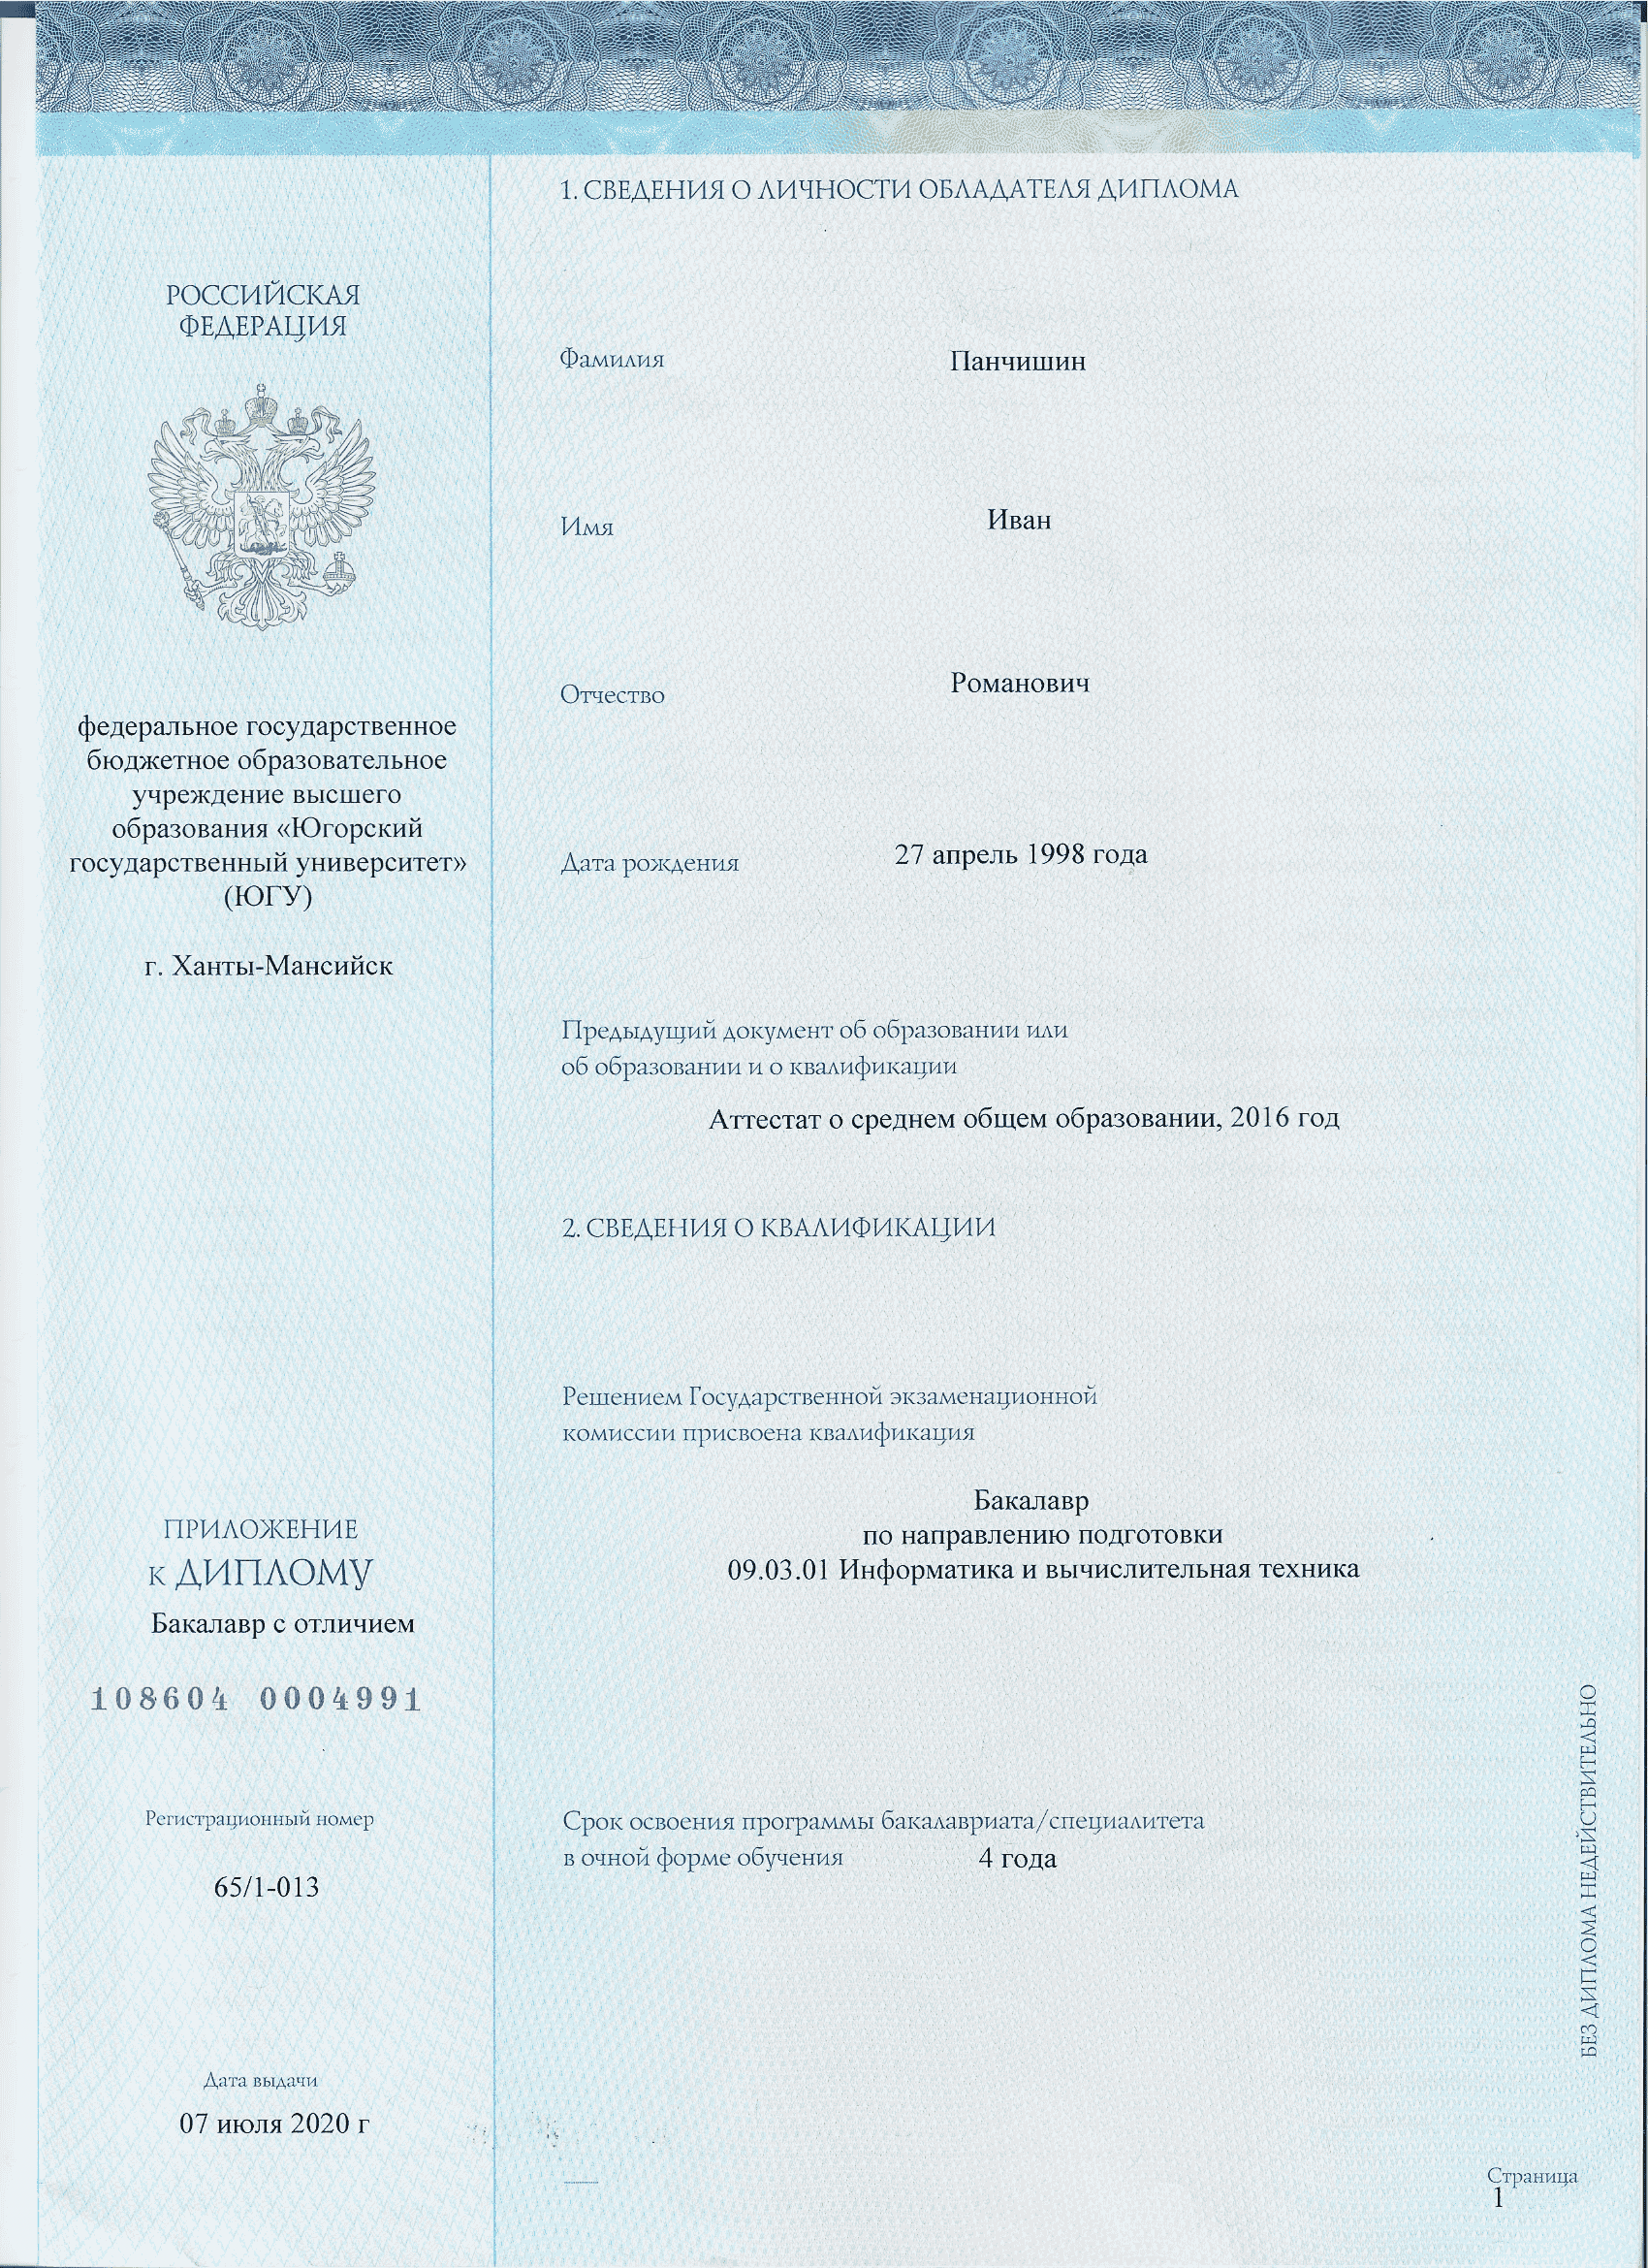 РОССИЙСКАЯ
ФЕДЕРАЦИЯ
федеральное государственное
бюджетное образовательное
учреждение высшего
образования «Югорский
государственный университет»
(ЮГУ)
г. Ханты-Мансийск
ПРИЛОЖЕНИЕ
к ДИПЛОМУ
Бакалавр с отличием
108604 0004991
Регистрационный номер
65/1-013
Дата выдачи
07 июля 2020 г
1. СВЕДЕНИЯ О ЛИЧНОСТИ ОБЛАДАТЕЛЯ ДИПЛОМА
Фамилия Панчишин
Имя Иван
Отчество Романович
Дата рождения 27 апрель 1998 года
Предыдущий документ об образовании или
об образовании и о квалификации
Аттестат о среднем общем образовании, 2016 год
2. СВЕДЕНИЯ О КВАЛИФИКАЦИИ
Решением Государственной экзаменационной
комиссии присвоена квалификация
Бакалавр
по направлению подготовки
09.03.01 Информатика и вычислительная техника
Срок освоения программы бакалавриата/специалитета
в очной форме обучения 4 года
БЕЗ ДИПЛОМА НЕДЕЙСТВИТЕЛЬНО
Страница
1